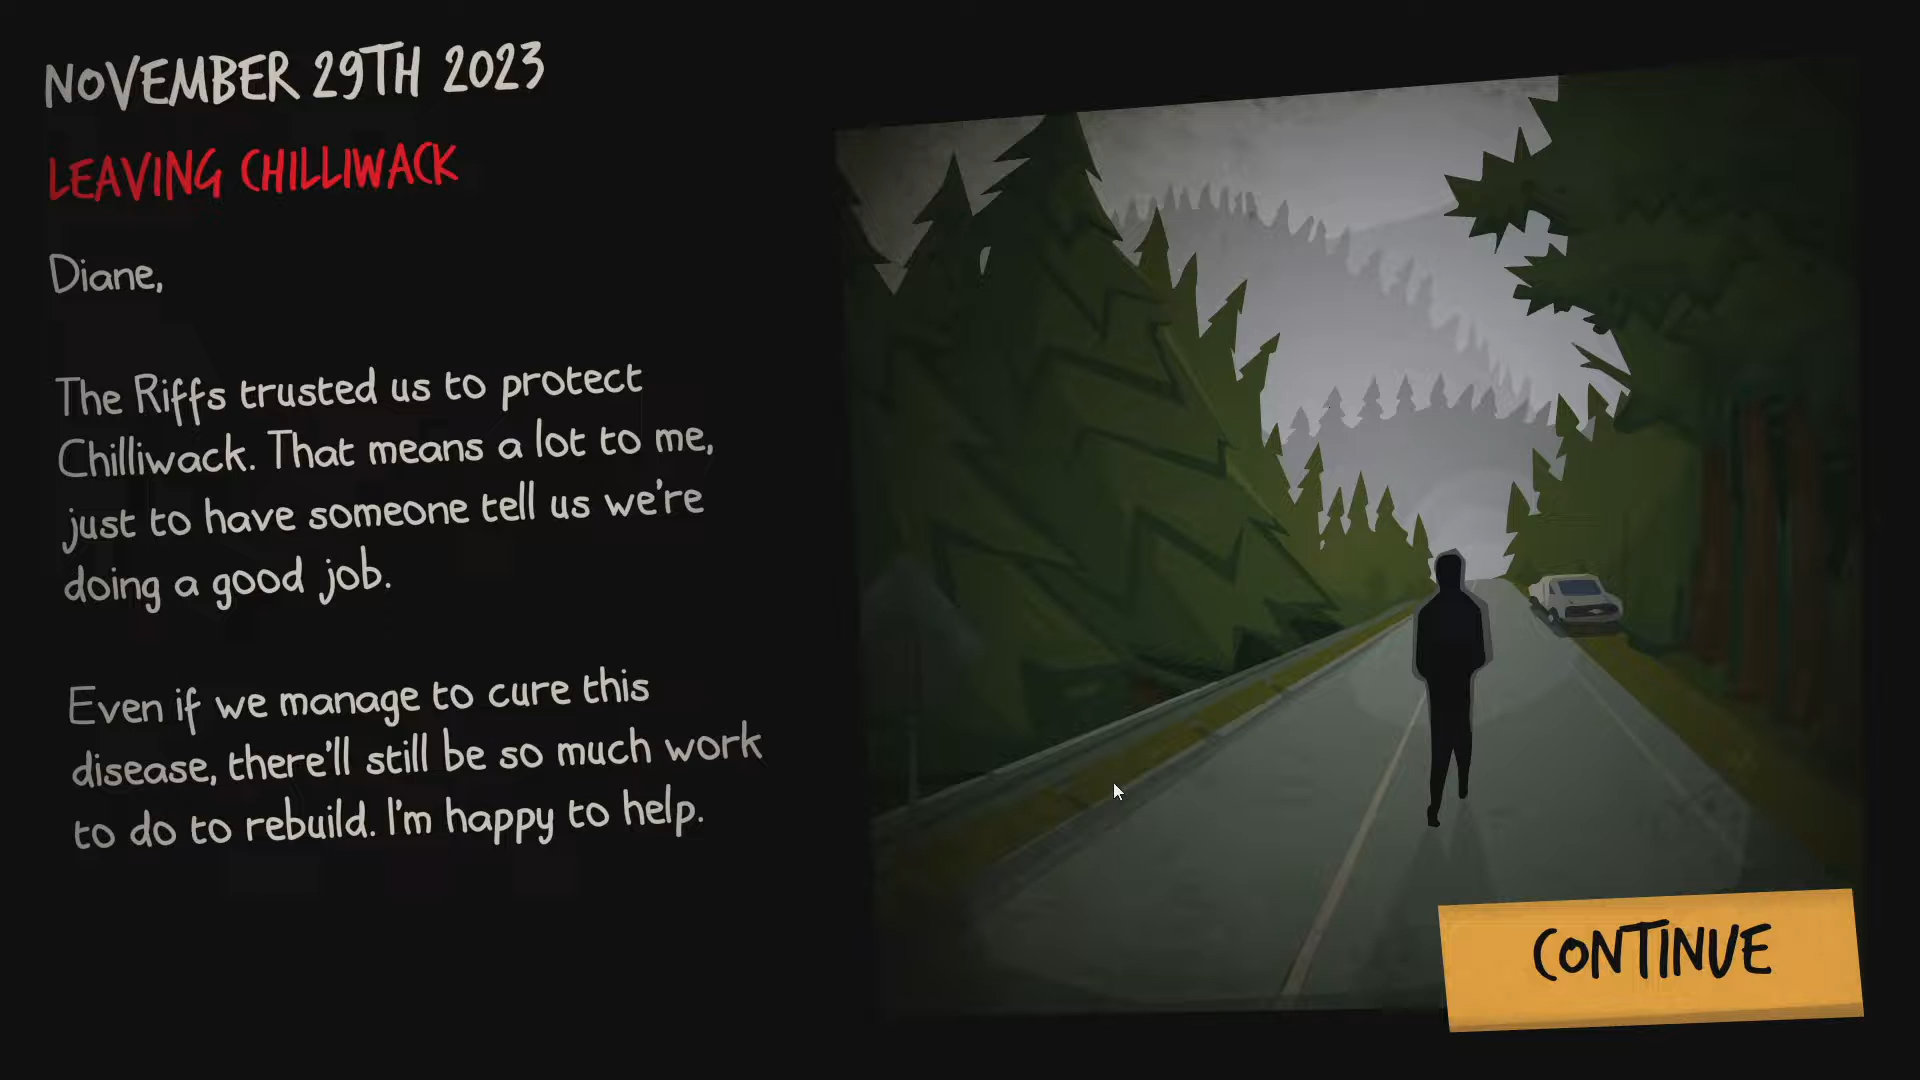 NOVEMBER 29TH 2023
LEAVING CHILLIWACK
Diane,
The Riffs trusted us to protect
Chilliwack. That means a lot to me,
just to have someone tell us we're
doing a good job.
Even if we manage to cure this
disease, there'll still be so much work
to do to rebuild. I'm happy to help.
CONTINUE